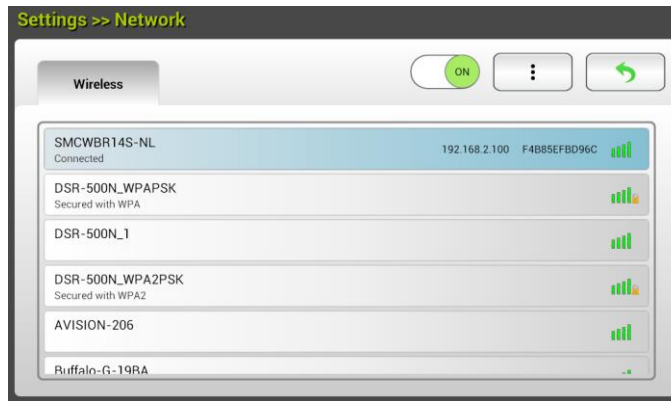 Settings >> Network
Wireless
ON
SMCWBR14S-NL
Connected
192.168.2.100 F4B85EFBD96C
DSR-500N_WPAPSK
Secured with WPA
DSR-500N_1
DSR-500N_WPA2PSK
Secured with WPA2
AVISION-206
Buffalo-G-19BA